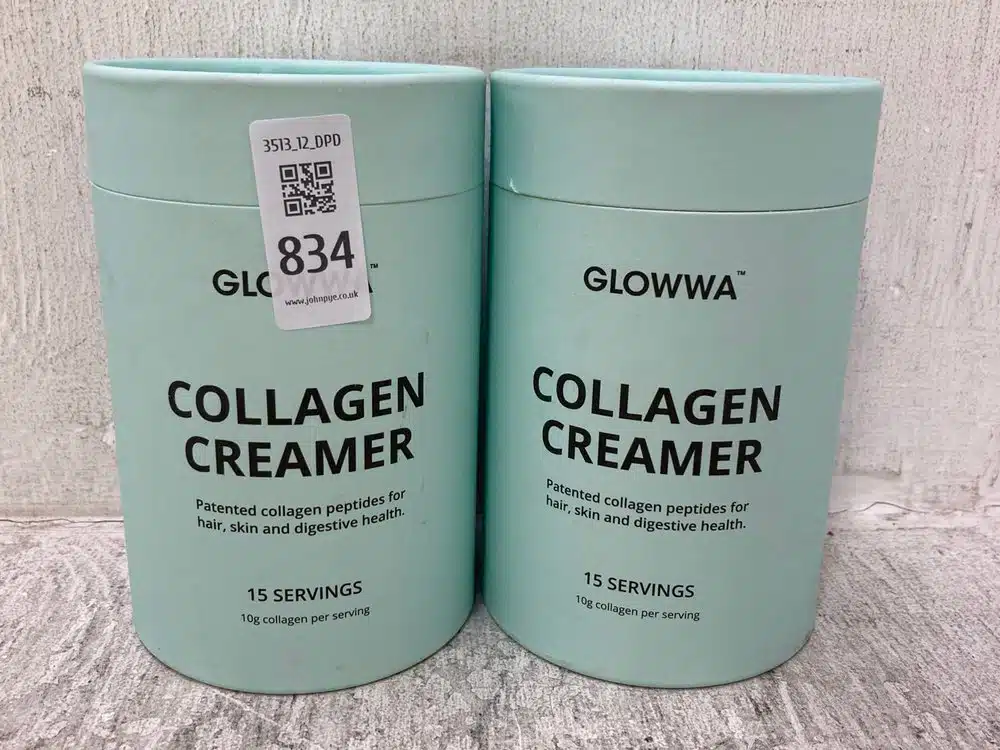 3513_12_DPD
834
www.johnpye.co.uk
GLOWWA™
COLLAGEN
CREAMER
Patented collagen peptides for
hair, skin and digestive health.
15 SERVINGS
10g collagen per serving
GLOWWA™
COLLAGEN
CREAMER
Patented collagen peptides for
hair, skin and digestive health.
15 SERVINGS
10g collagen per serving